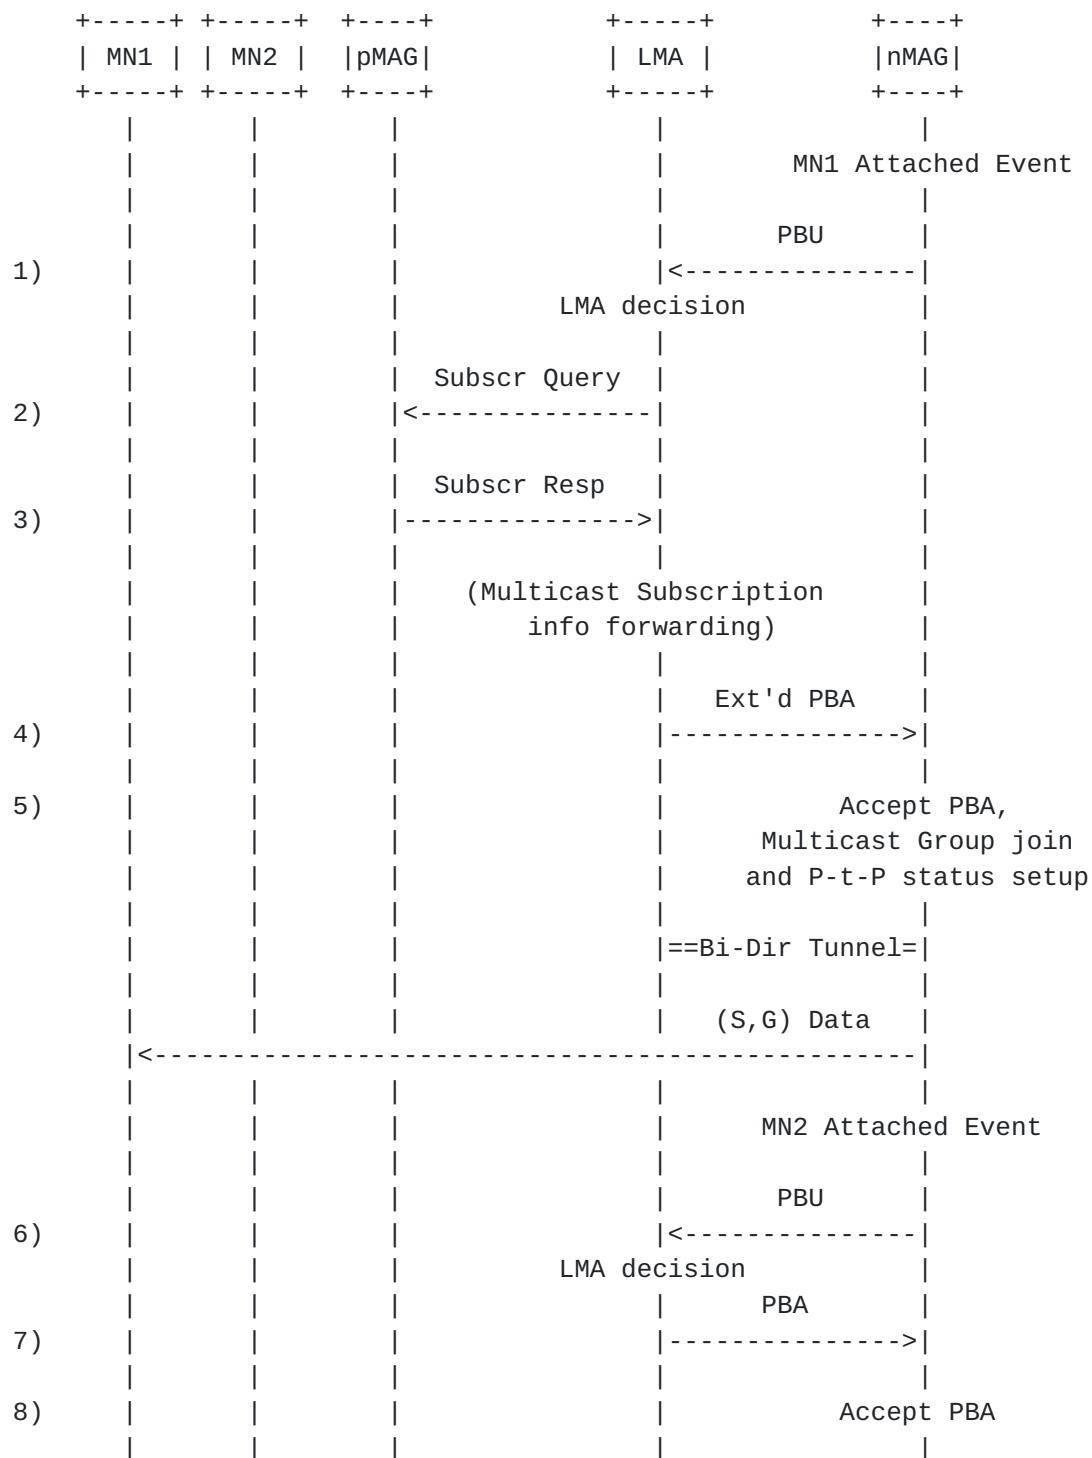 +-----+ +-----+  +----+           +-----+          +----+
| MN1 | | MN2 |  |pMAG|           | LMA |          |nMAG|
+-----+ +-----+  +----+           +-----+          +----+
MN1 Attached Event
PBU
1) |<---------------|
LMA decision
Subscr Query
2) |<---------------|
Subscr Resp
3) |--------------->|
(Multicast Subscription
info forwarding)
Ext'd PBA
4) |--------------->|
5) Accept PBA,
Multicast Group join
and P-t-P status setup
|==Bi-Dir Tunnel=|
(S,G) Data
|<-------------------------------------------------|
MN2 Attached Event
PBU
6) |<---------------|
LMA decision
PBA
7) |--------------->|
8) Accept PBA